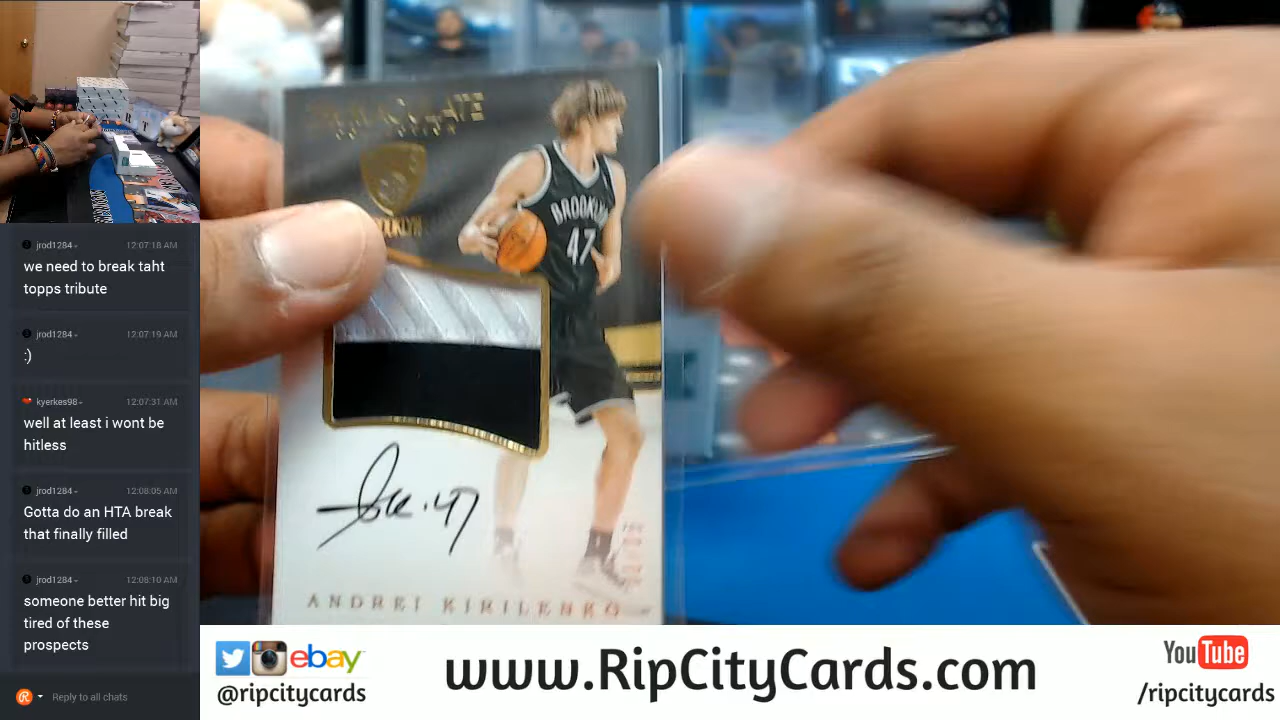 jrod1284
12:07:18 AM
we need to break taht
topps tribute
jrod1284
12:07:19 AM
:)
kyerkes98
12:07:31 AM
well at least i wont be
hitless
jrod1284
12:08:05 AM
Gotta do an HTA break
that finally filled
jrod1284
12:08:10 AM
someone better hit big
tired of these
prospects
Reply to all chats
IMMACULATE
BROOKLYN
47
ANDREI KIRILENKO
ebay
@ripcitycards
www.RipCityCards.com
YouTube
/ripcitycards